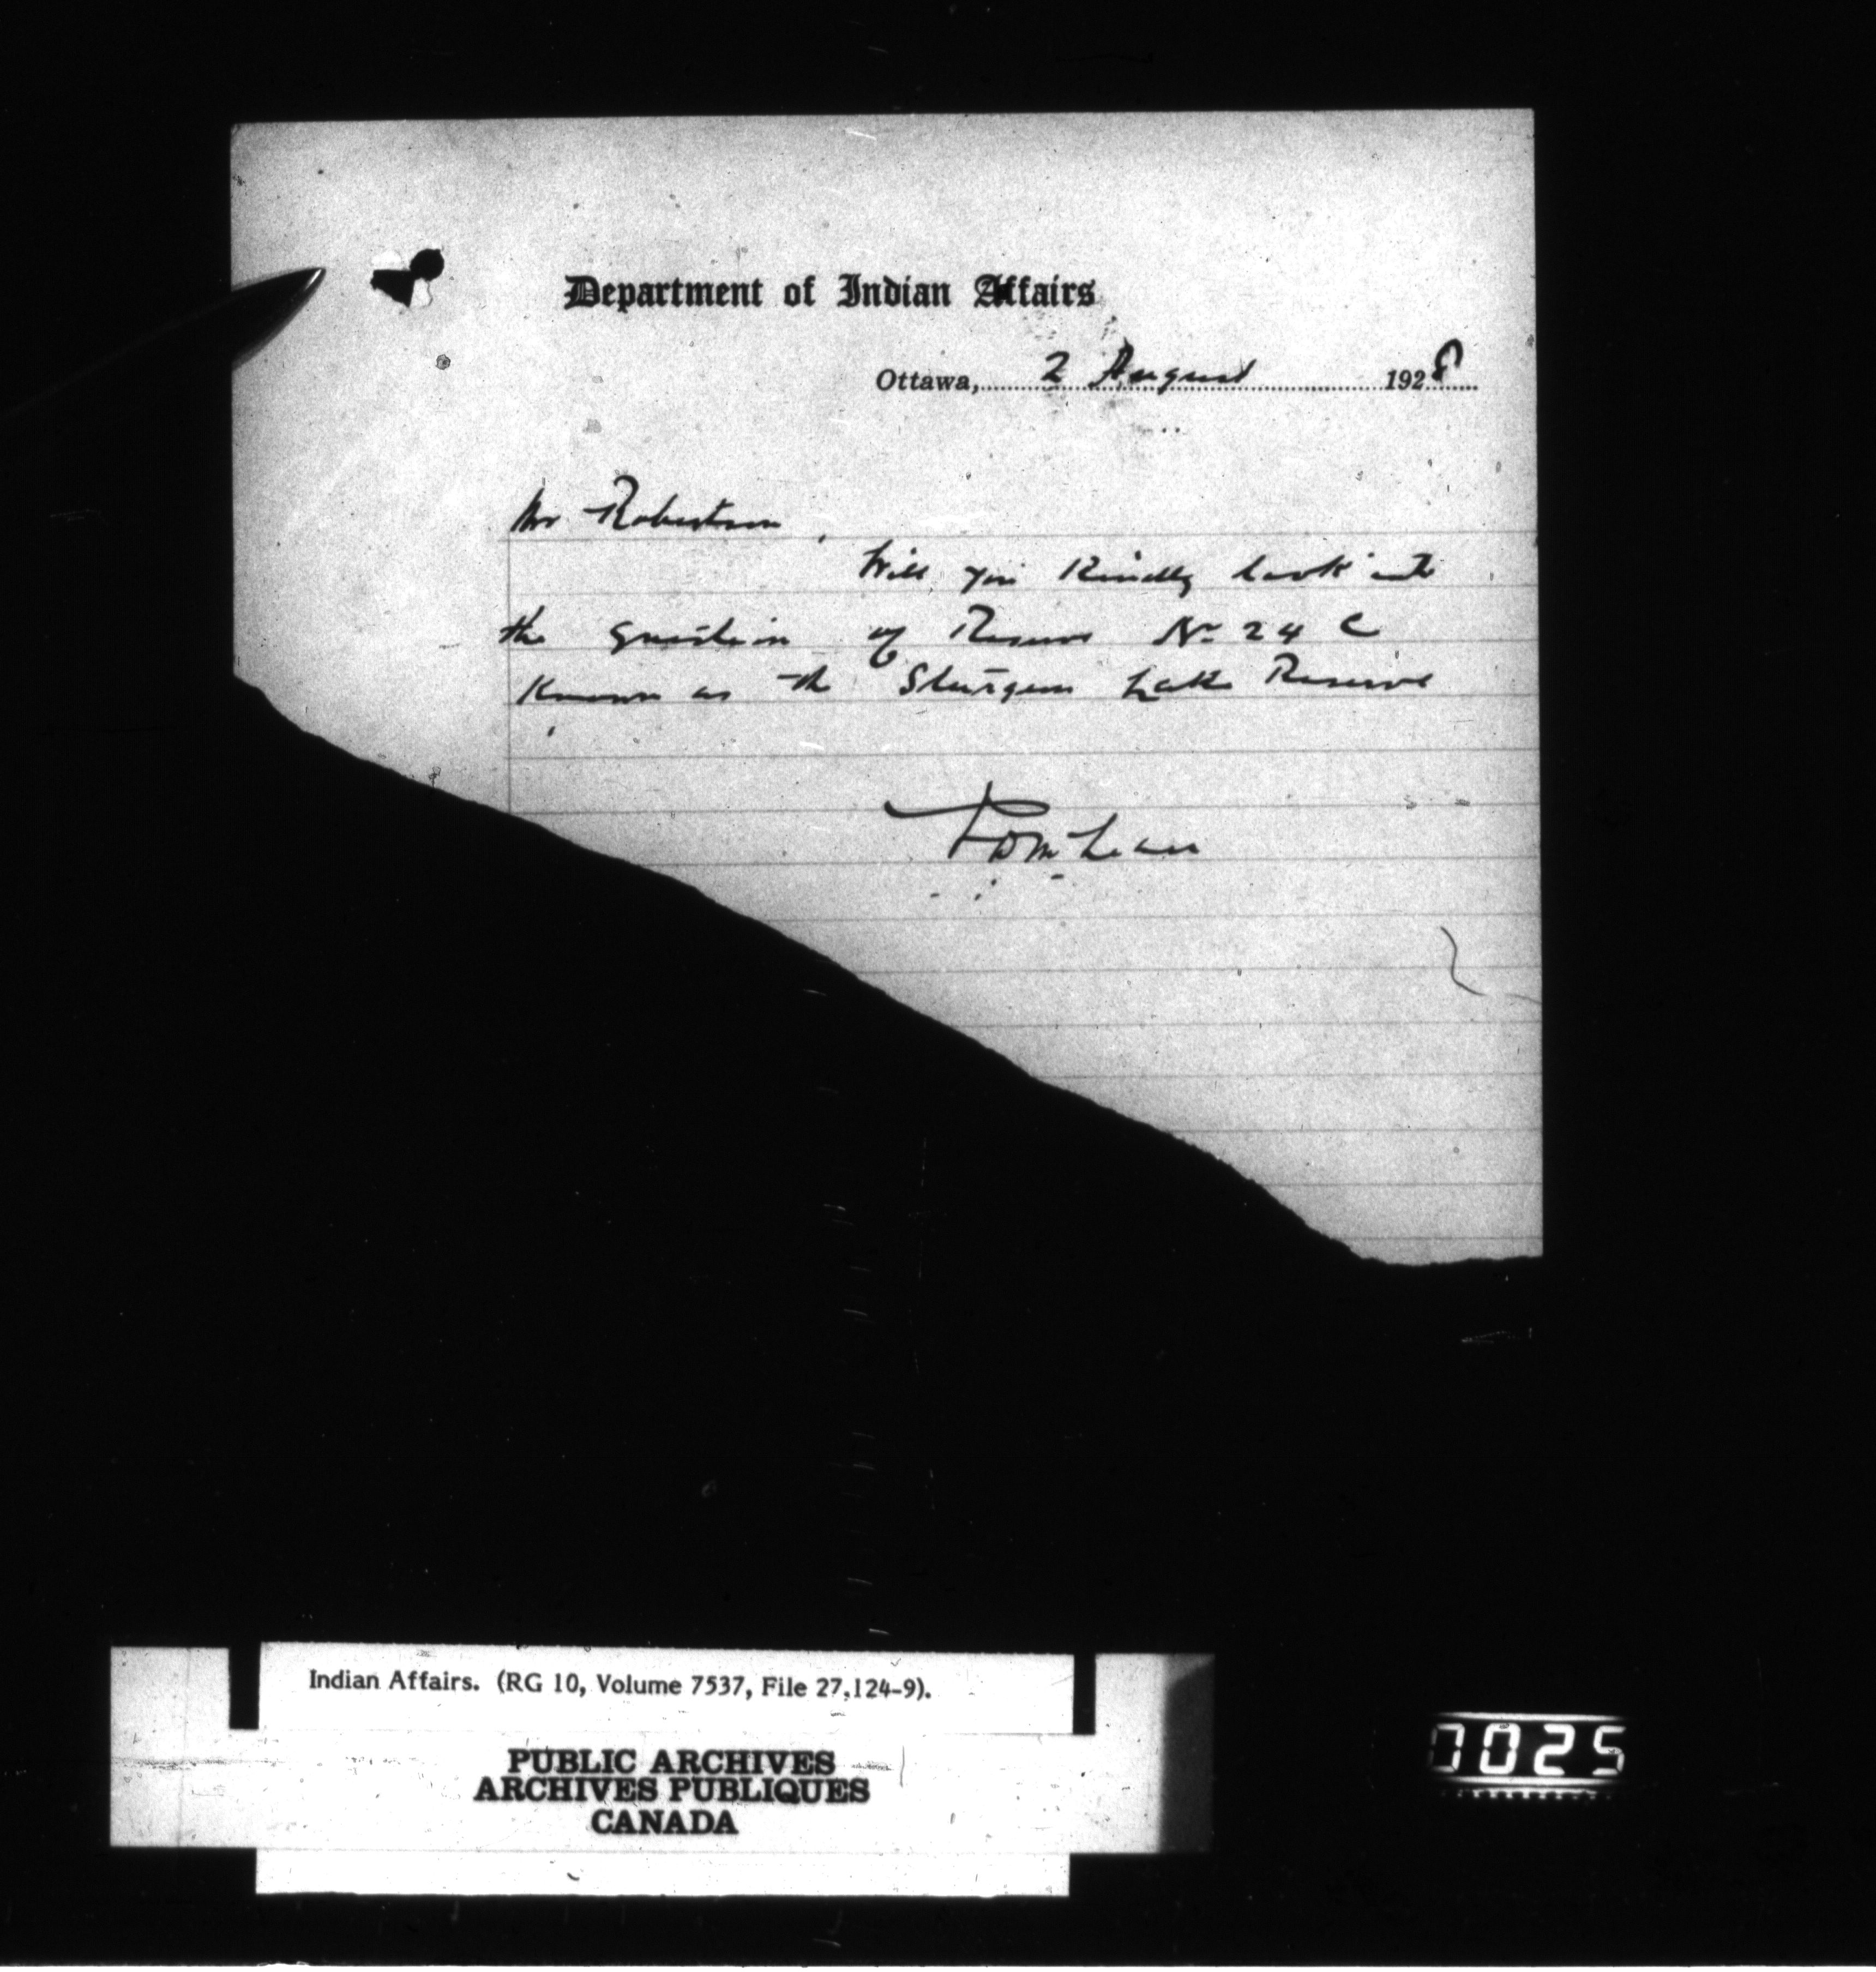 Department of Indian Affairs
Ottawa, 2 August 1928
Mr Robertson,
Will you kindly look into
the question of Reserve No 24 C
known as the Sturgeon Lake Reserve
Indian Affairs. (RG 10, Volume 7537, File 27,124-9).
PUBLIC ARCHIVES
ARCHIVES PUBLIQUES
CANADA
0025